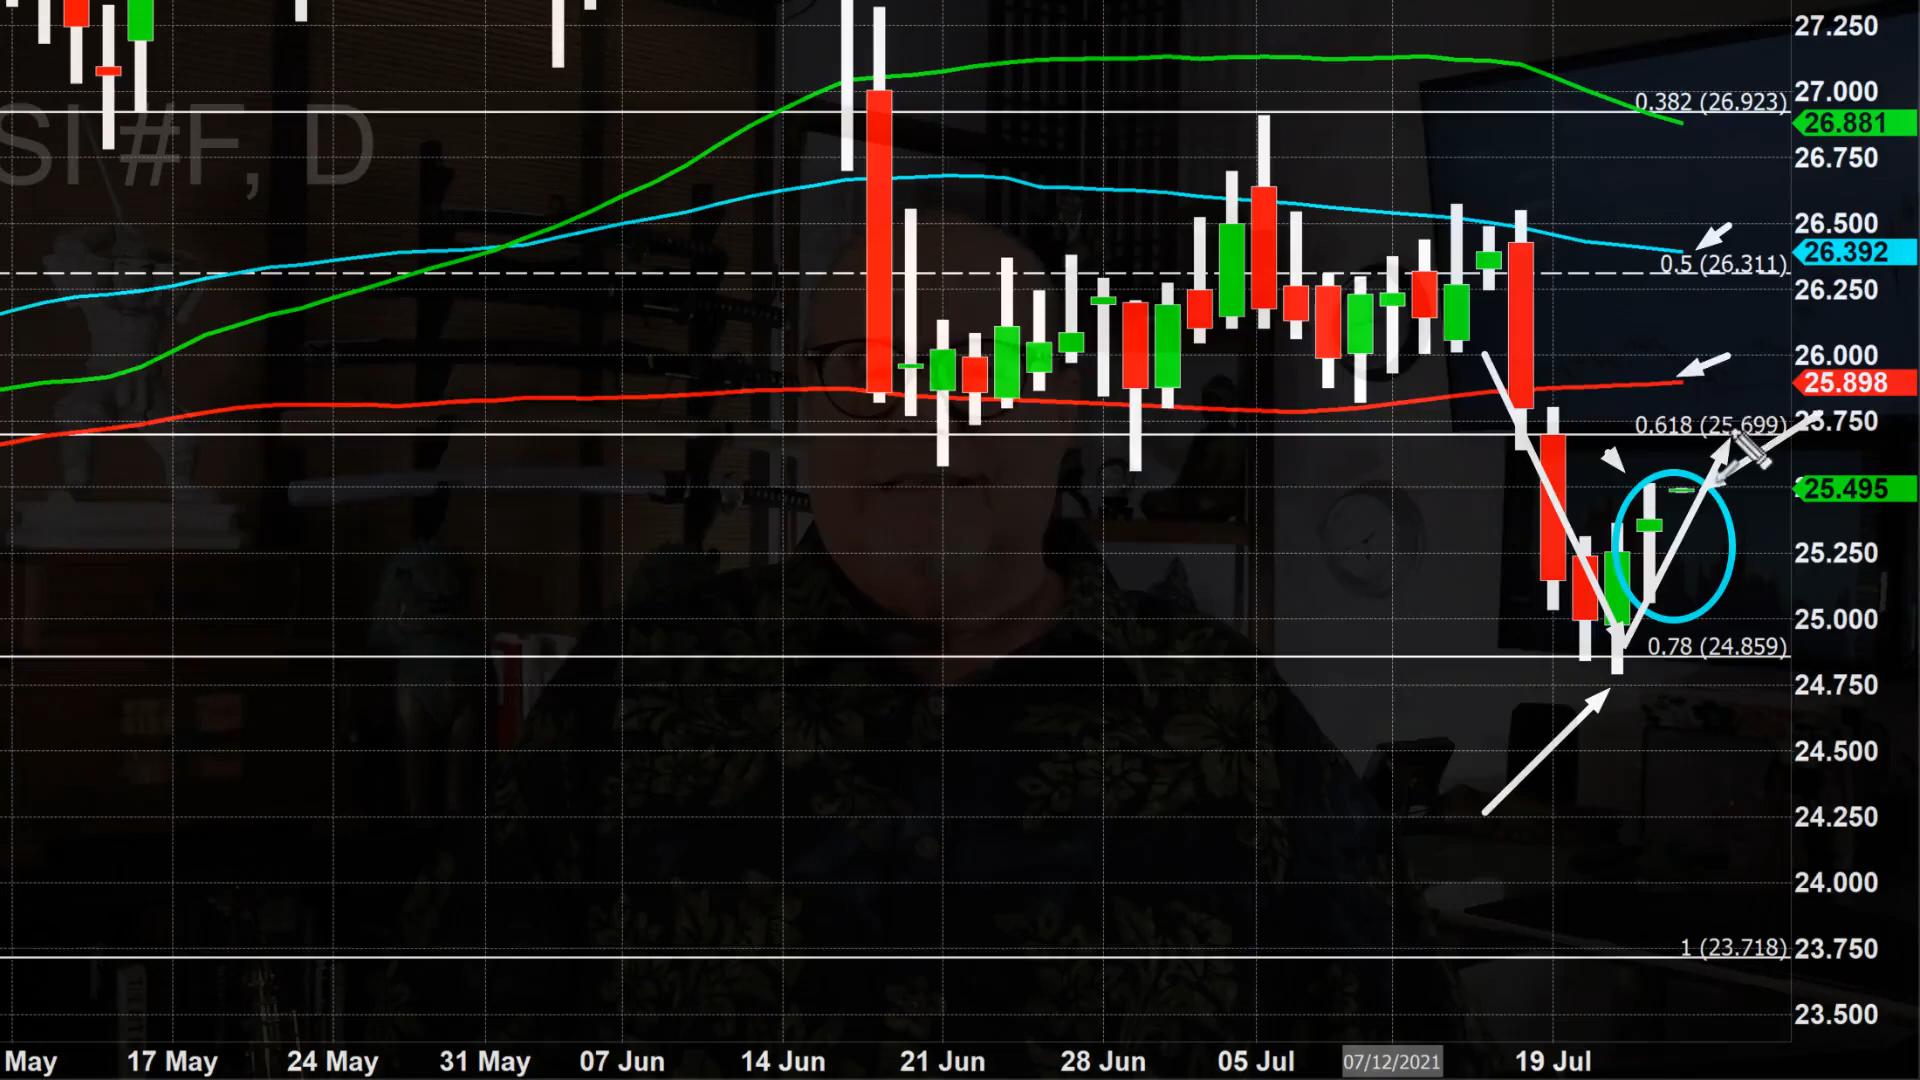 SI #F, D
27.250
0.382 (26.923)
27.000
26.881
26.750
26.500
26.392
0.5 (26.311)
26.250
26.000
25.898
0.618 (25.699)
25.750
25.495
25.250
25.000
0.78 (24.859)
24.750
24.500
24.250
24.000
1 (23.718)
23.750
23.500
May
17 May
24 May
31 May
07 Jun
14 Jun
21 Jun
28 Jun
05 Jul
07/12/2021
19 Jul